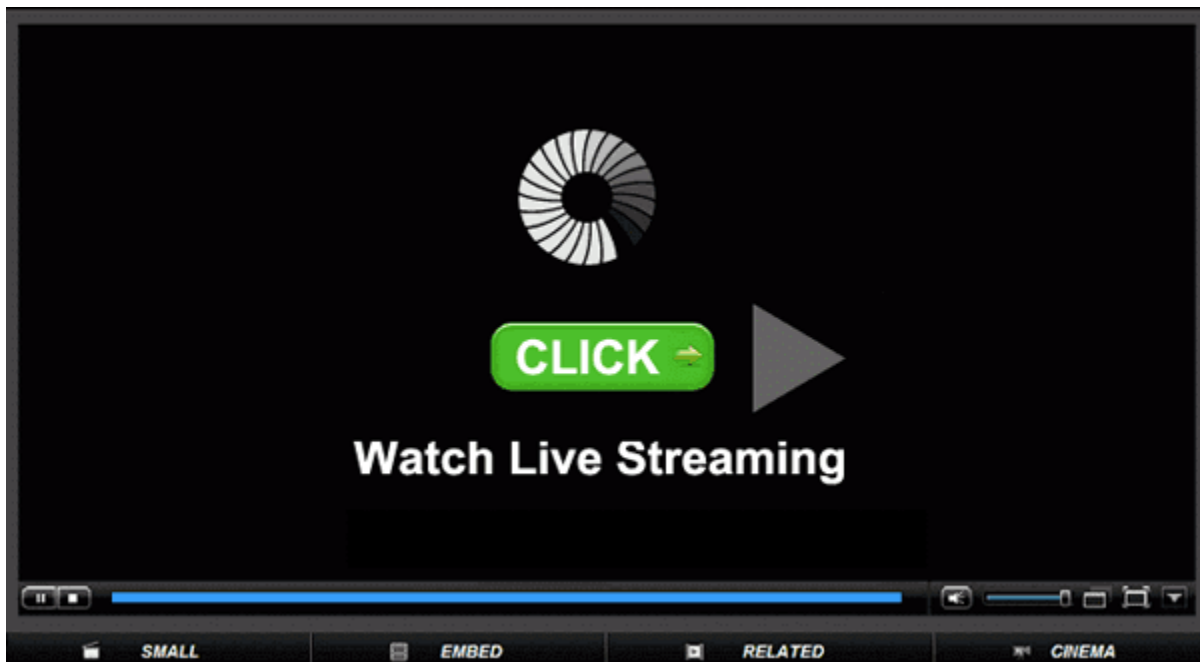 CLICK
Watch Live Streaming
SMALL
EMBED
RELATED
CINEMA